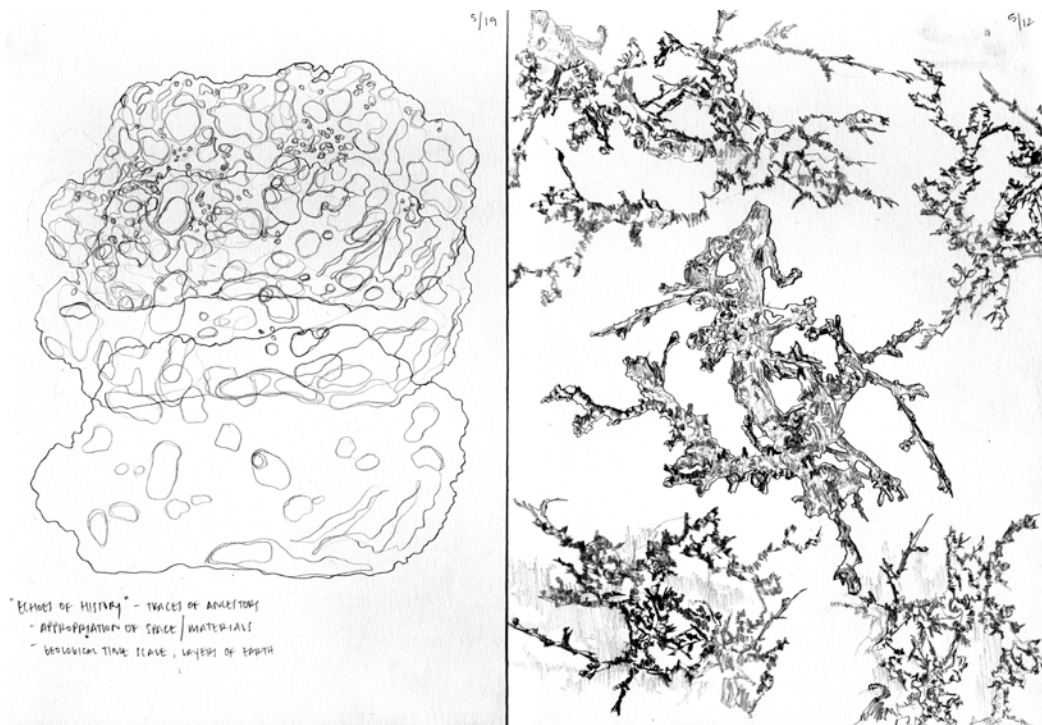 5/19
5/12
"ECHOES OF HISTORY" - TRACES OF ANCESTORS
- APPROPRIATION OF SPACE/MATERIALS
- GEOLOGICAL TIME SCALE, LAYERS OF EARTH